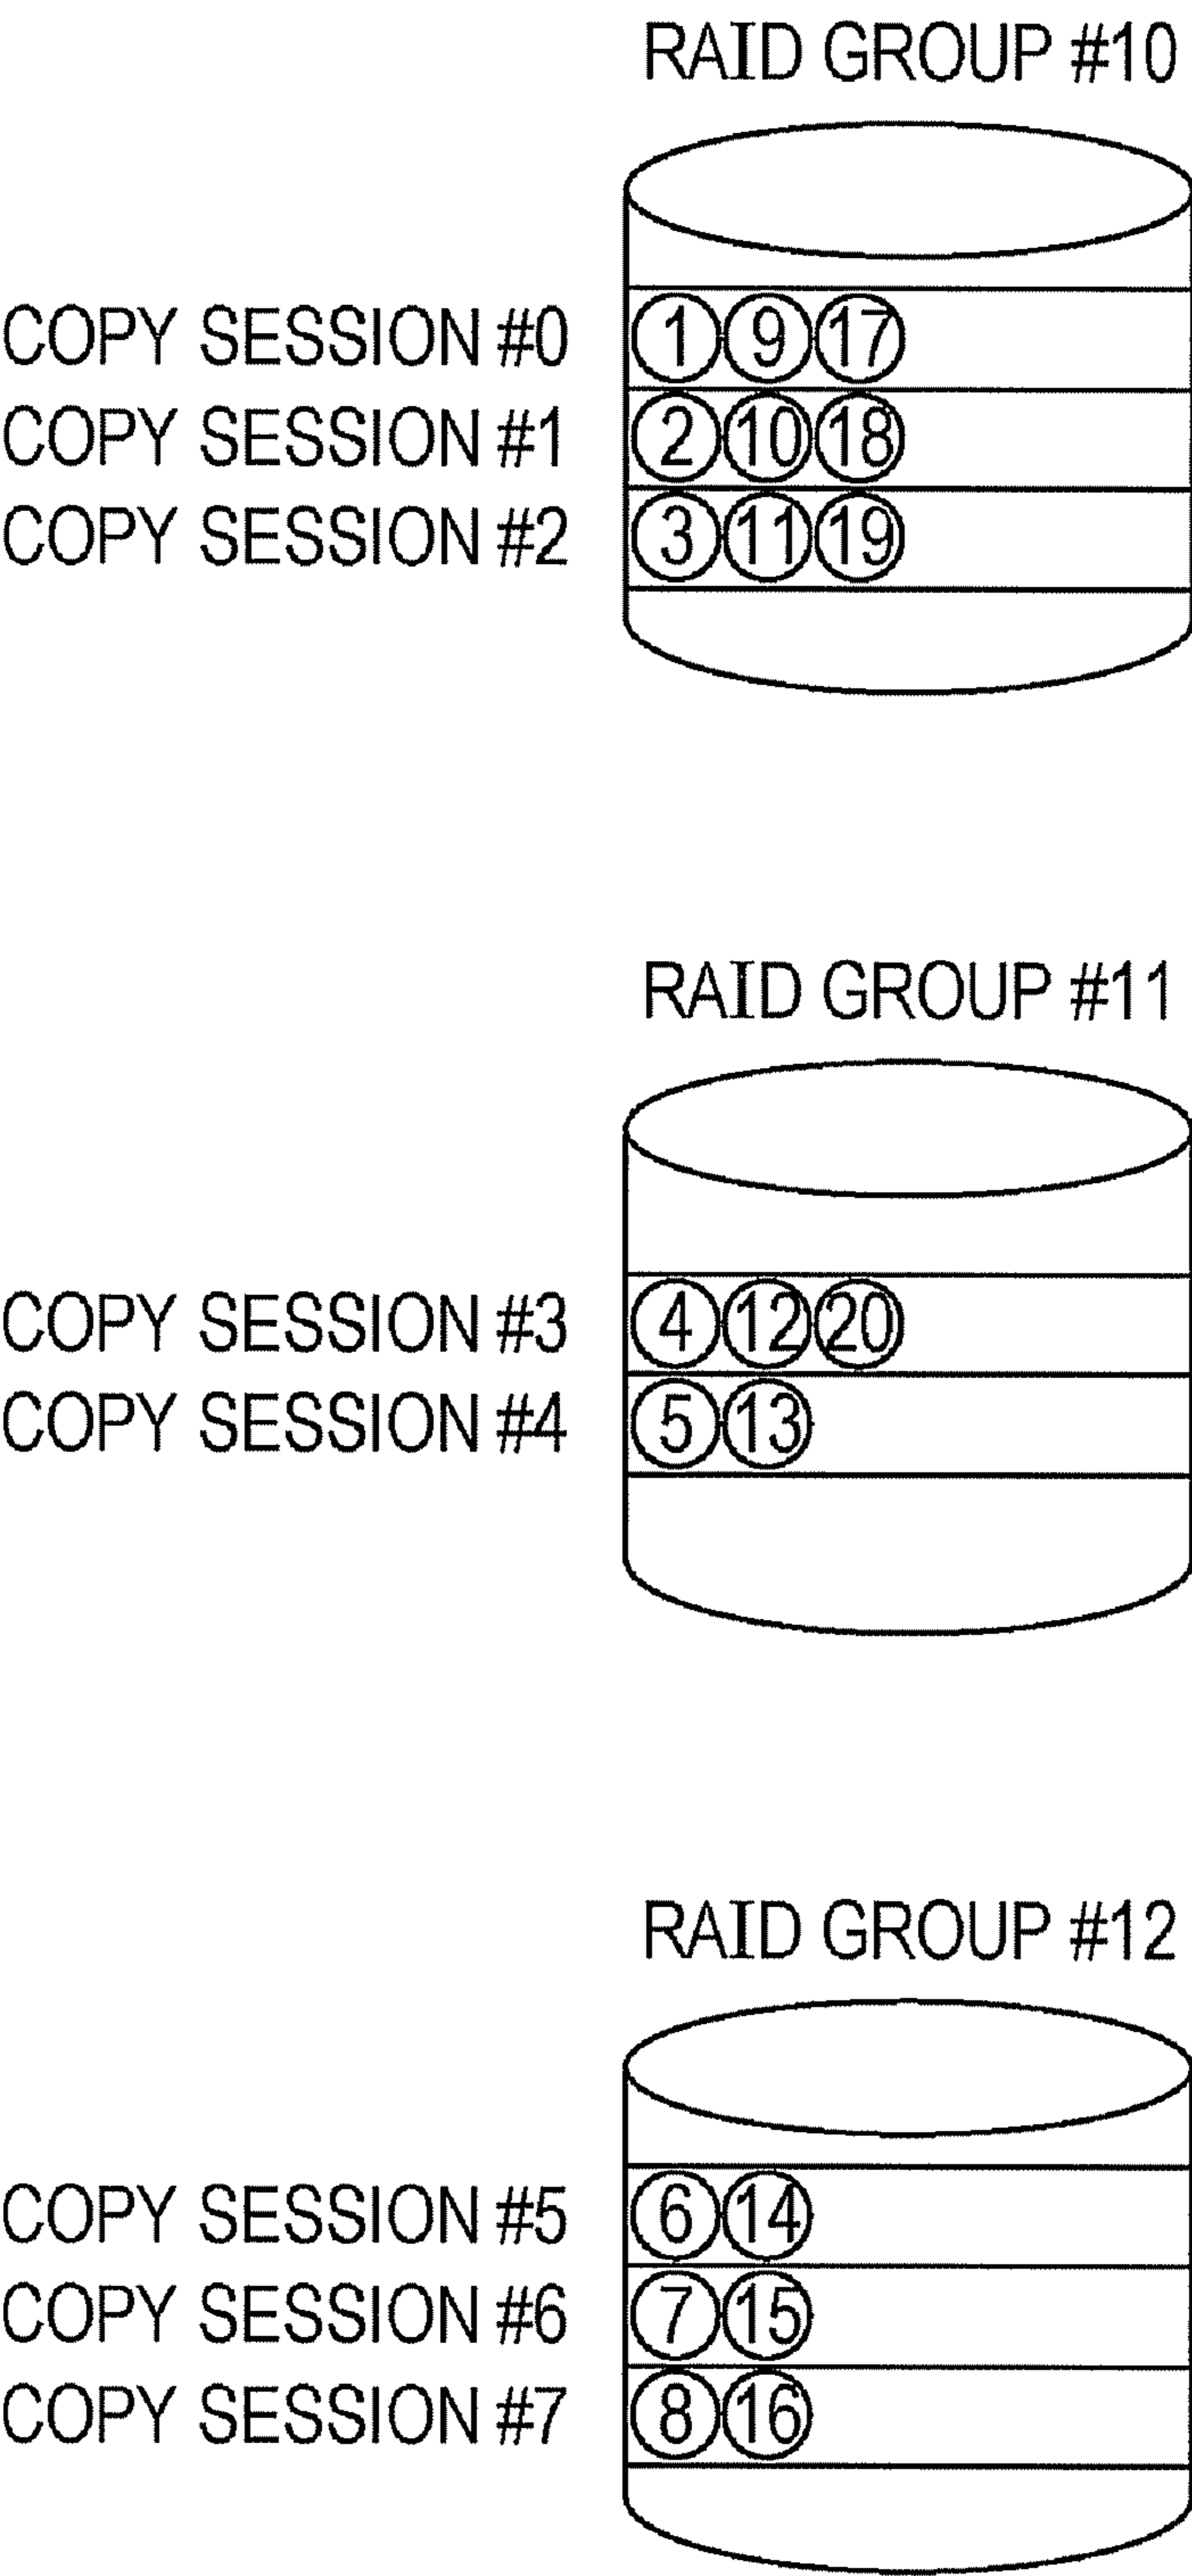 RAID GROUP #10
COPY SESSION #0 1 9 17
COPY SESSION #1 2 10 18
COPY SESSION #2 3 11 19
RAID GROUP #11
COPY SESSION #3 4 12 20
COPY SESSION #4 5 13
RAID GROUP #12
COPY SESSION #5 6 14
COPY SESSION #6 7 15
COPY SESSION #7 8 16